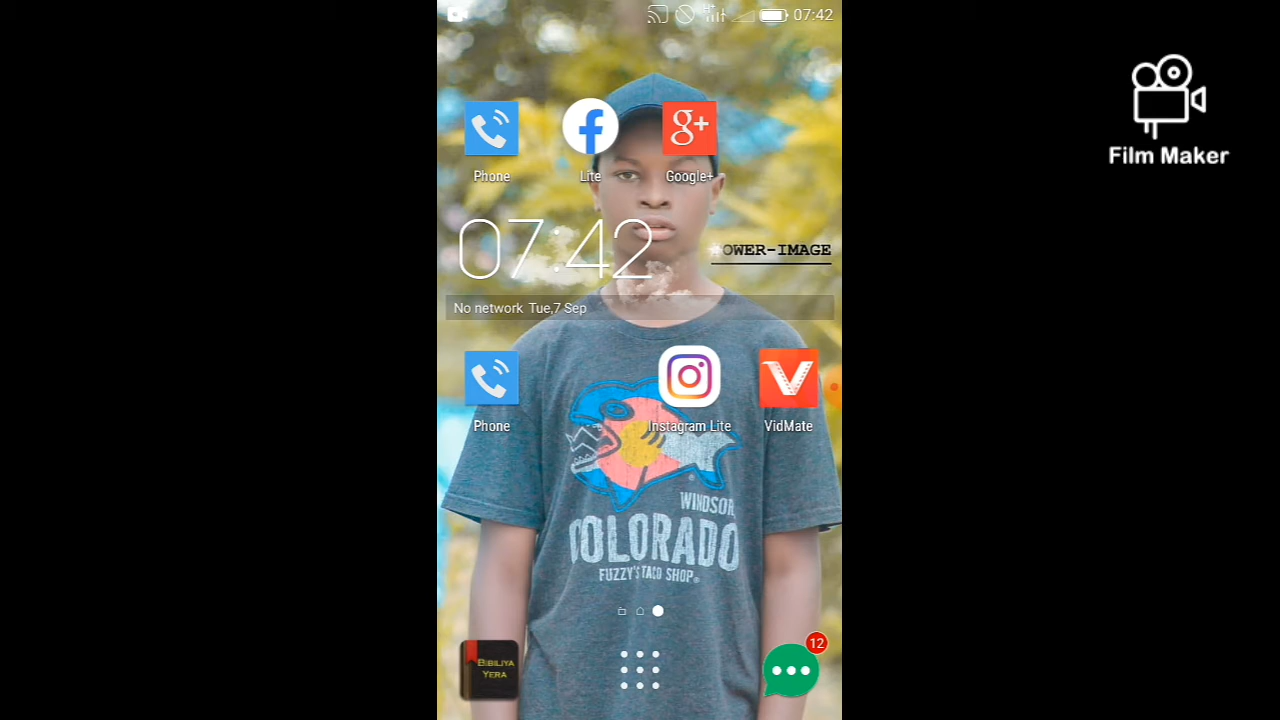 07:42
Film Maker
Phone
Lite
g+
Google+
07:42
OWER-IMAGE
No network Tue,7 Sep
Phone
Instagram Lite
VidMate
WINDSOR,
COLORADO
FUZZY'S TACO SHOP®
BIBILIYA
YERA
12